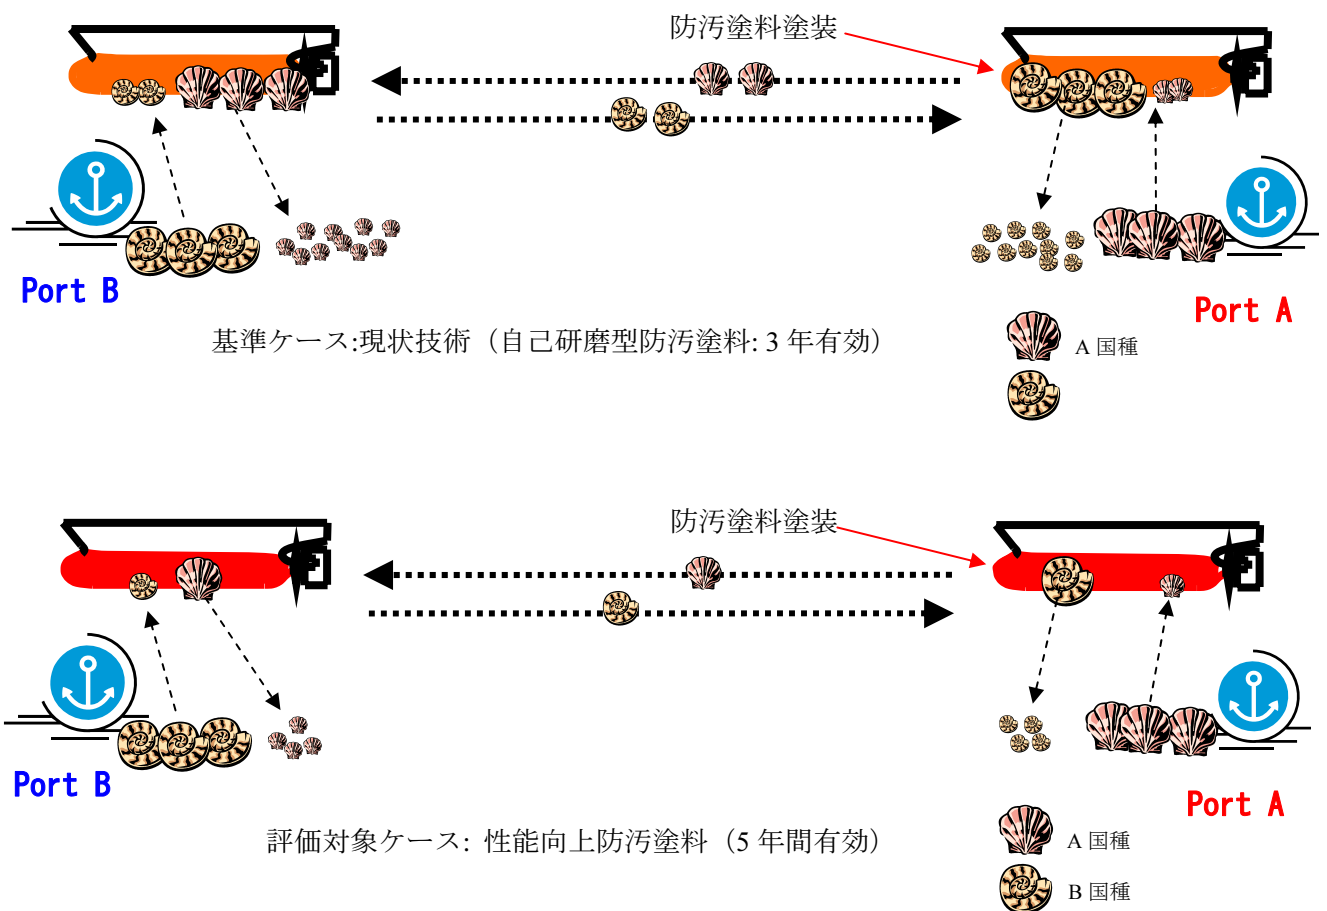 防汚塗料塗装
Port B
Port A
基準ケース:現状技術（自己研磨型防汚塗料: 3 年有効）
A 国種
防汚塗料塗装
Port B
Port A
評価対象ケース: 性能向上防汚塗料（5 年間有効）
A 国種
B 国種